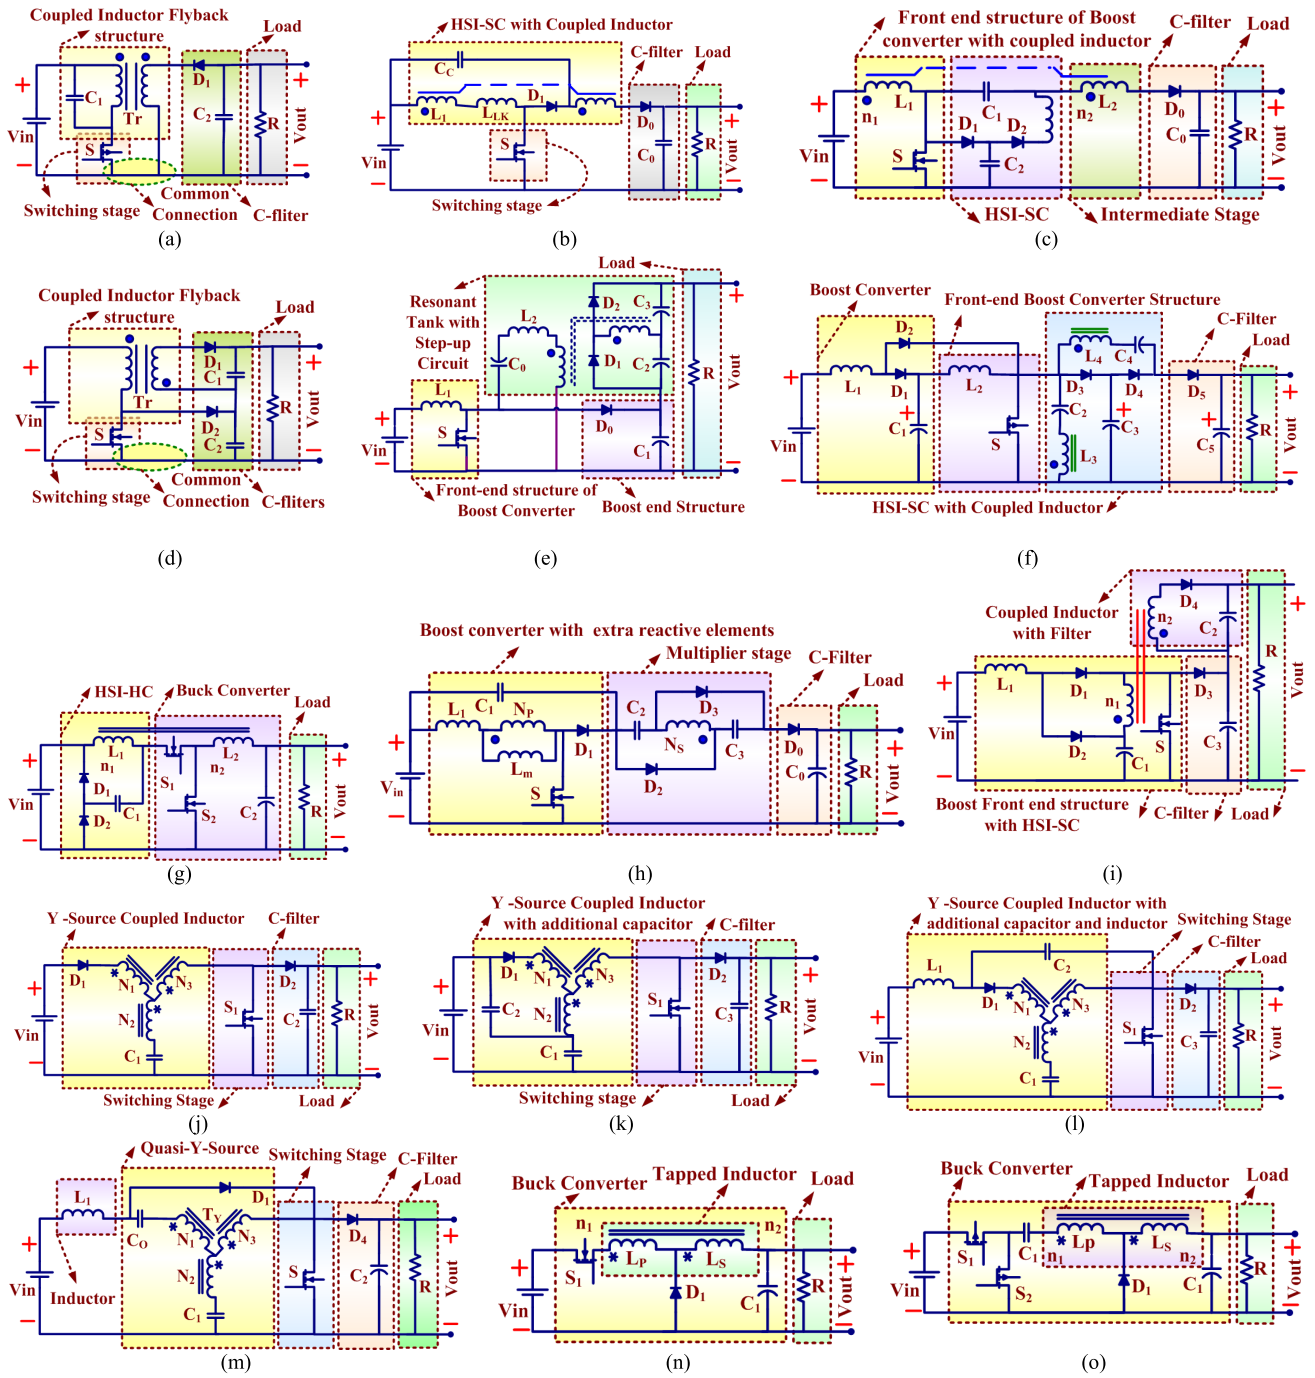 Coupled Inductor Flyback
structure
Load
+
Vin
−
C1
Tr
D1
C2
R
+
Vout
−
S
Switching stage
Common
Connection
C-fliter
(a)
HSI-SC with Coupled Inductor
C-filter
Load
CC
L1
LLK
D1
D0
C0
R
S
+
Vin
−
+
Vout
−
Switching stage
(b)
Front end structure of Boost
converter with coupled inductor
C-filter
Load
+
Vin
−
n1
L1
S
C1
D1
D2
C2
L2
n2
D0
C0
R
+
Vout
−
HSI-SC
Intermediate Stage
(c)
Coupled Inductor Flyback
structure
Load
+
Vin
−
Tr
D1
C1
D2
C2
R
S
+
Vout
−
Switching stage
Common
Connection
C-fliters
(d)
Load
Resonant
Tank with
Step-up
Circuit
L2
C0
D2
C3
D1
C2
R
L1
S
D0
C1
+
Vin
−
+
Vout
−
Front-end structure of
Boost Converter
Boost end Structure
(e)
Boost Converter
Front-end Boost Converter Structure
C-Filter
Load
D2
L1
D1
L2
C1
+
S
L4
C4
D3
D4
C2
C3
L3
D5
+
C5
R
+
Vin
−
+
Vout
−
HSI-SC with Coupled Inductor
(f)
HSI-HC
Buck Converter
Load
L1
n1
D1
C1
D2
S1
S2
L2
n2
C2
R
+
Vin
−
+
Vout
−
(g)
Boost converter with extra reactive elements
Multiplier stage
C-Filter
Load
C1
L1
NP
Lm
D1
S
C2
D3
NS
C3
D2
D0
C0
R
+
Vin
−
+
Vout
−
(h)
Coupled Inductor
with Filter
n2
D4
C2
R
L1
D1
n1
D2
C1
S
D3
C3
+
Vin
−
+
Vout
−
Boost Front end structure
with HSI-SC
C-filter
Load
(i)
Y -Source Coupled Inductor
C-filter
+
Vin
−
D1
N1
N3
N2
C1
S1
D2
C2
R
+
Vout
−
Switching Stage
Load
(j)
Y -Source Coupled Inductor
with additional capacitor
C-filter
+
Vin
−
D1
N1
N3
C2
N2
C1
S1
D2
C3
R
+
Vout
−
Switching stage
Load
(k)
Y -Source Coupled Inductor with
additional capacitor and inductor
Switching Stage
C-filter
Load
L1
C2
D1
N1
N3
N2
C1
S1
D2
C3
R
+
Vin
−
+
Vout
−
(l)
Quasi-Y-Source
Switching Stage
C-Filter
Load
L1
CO
TY
D1
N1
N3
N2
C1
S
D4
C2
R
+
Vin
−
+
Vout
−
Inductor
(m)
Tapped Inductor
Buck Converter
Load
n1
n2
S1
LP
LS
D1
C1
R
+
Vin
−
+
Vout
−
(n)
Buck Converter
Tapped Inductor
Load
S1
C1
Lp
n1
LS
n2
S2
D1
C1
R
+
Vin
−
+
Vout
−
(o)